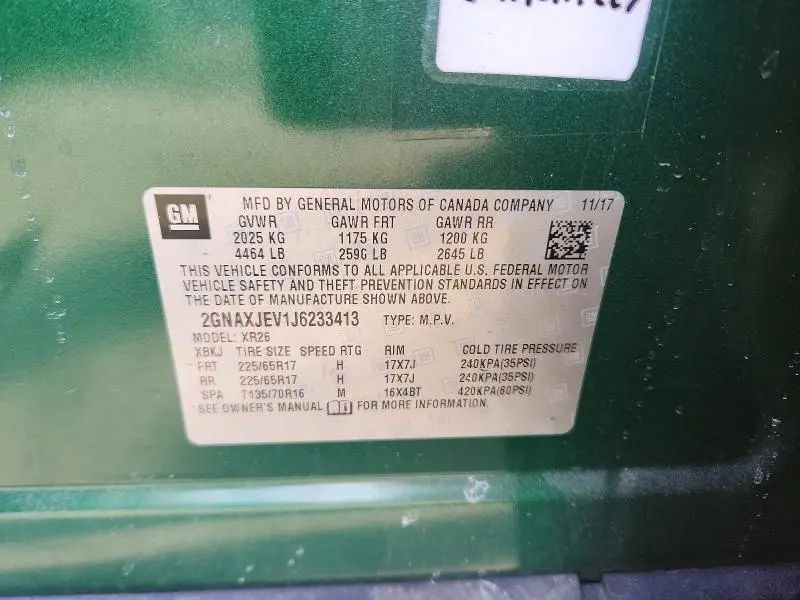 GM
MFD BY GENERAL MOTORS OF CANADA COMPANY 11/17
GVWR GAWR FRT GAWR RR
2025 KG 1175 KG 1200 KG
4464 LB 2590 LB 2645 LB
THIS VEHICLE CONFORMS TO ALL APPLICABLE U.S. FEDERAL MOTOR
VEHICLE SAFETY AND THEFT PREVENTION STANDARDS IN EFFECT ON
THE DATE OF MANUFACTURE SHOWN ABOVE.
2GNAXJEV1J6233413 TYPE: M.P.V.
MODEL: XR26
XBKJ TIRE SIZE SPEED RTG RIM COLD TIRE PRESSURE
FRT 225/65R17 H 17X7J 240KPA(35PSI)
RR 225/65R17 H 17X7J 240KPA(35PSI)
SPA T135/70R16 M 16X4BT 420KPA(60PSI)
SEE OWNER'S MANUAL FOR MORE INFORMATION.